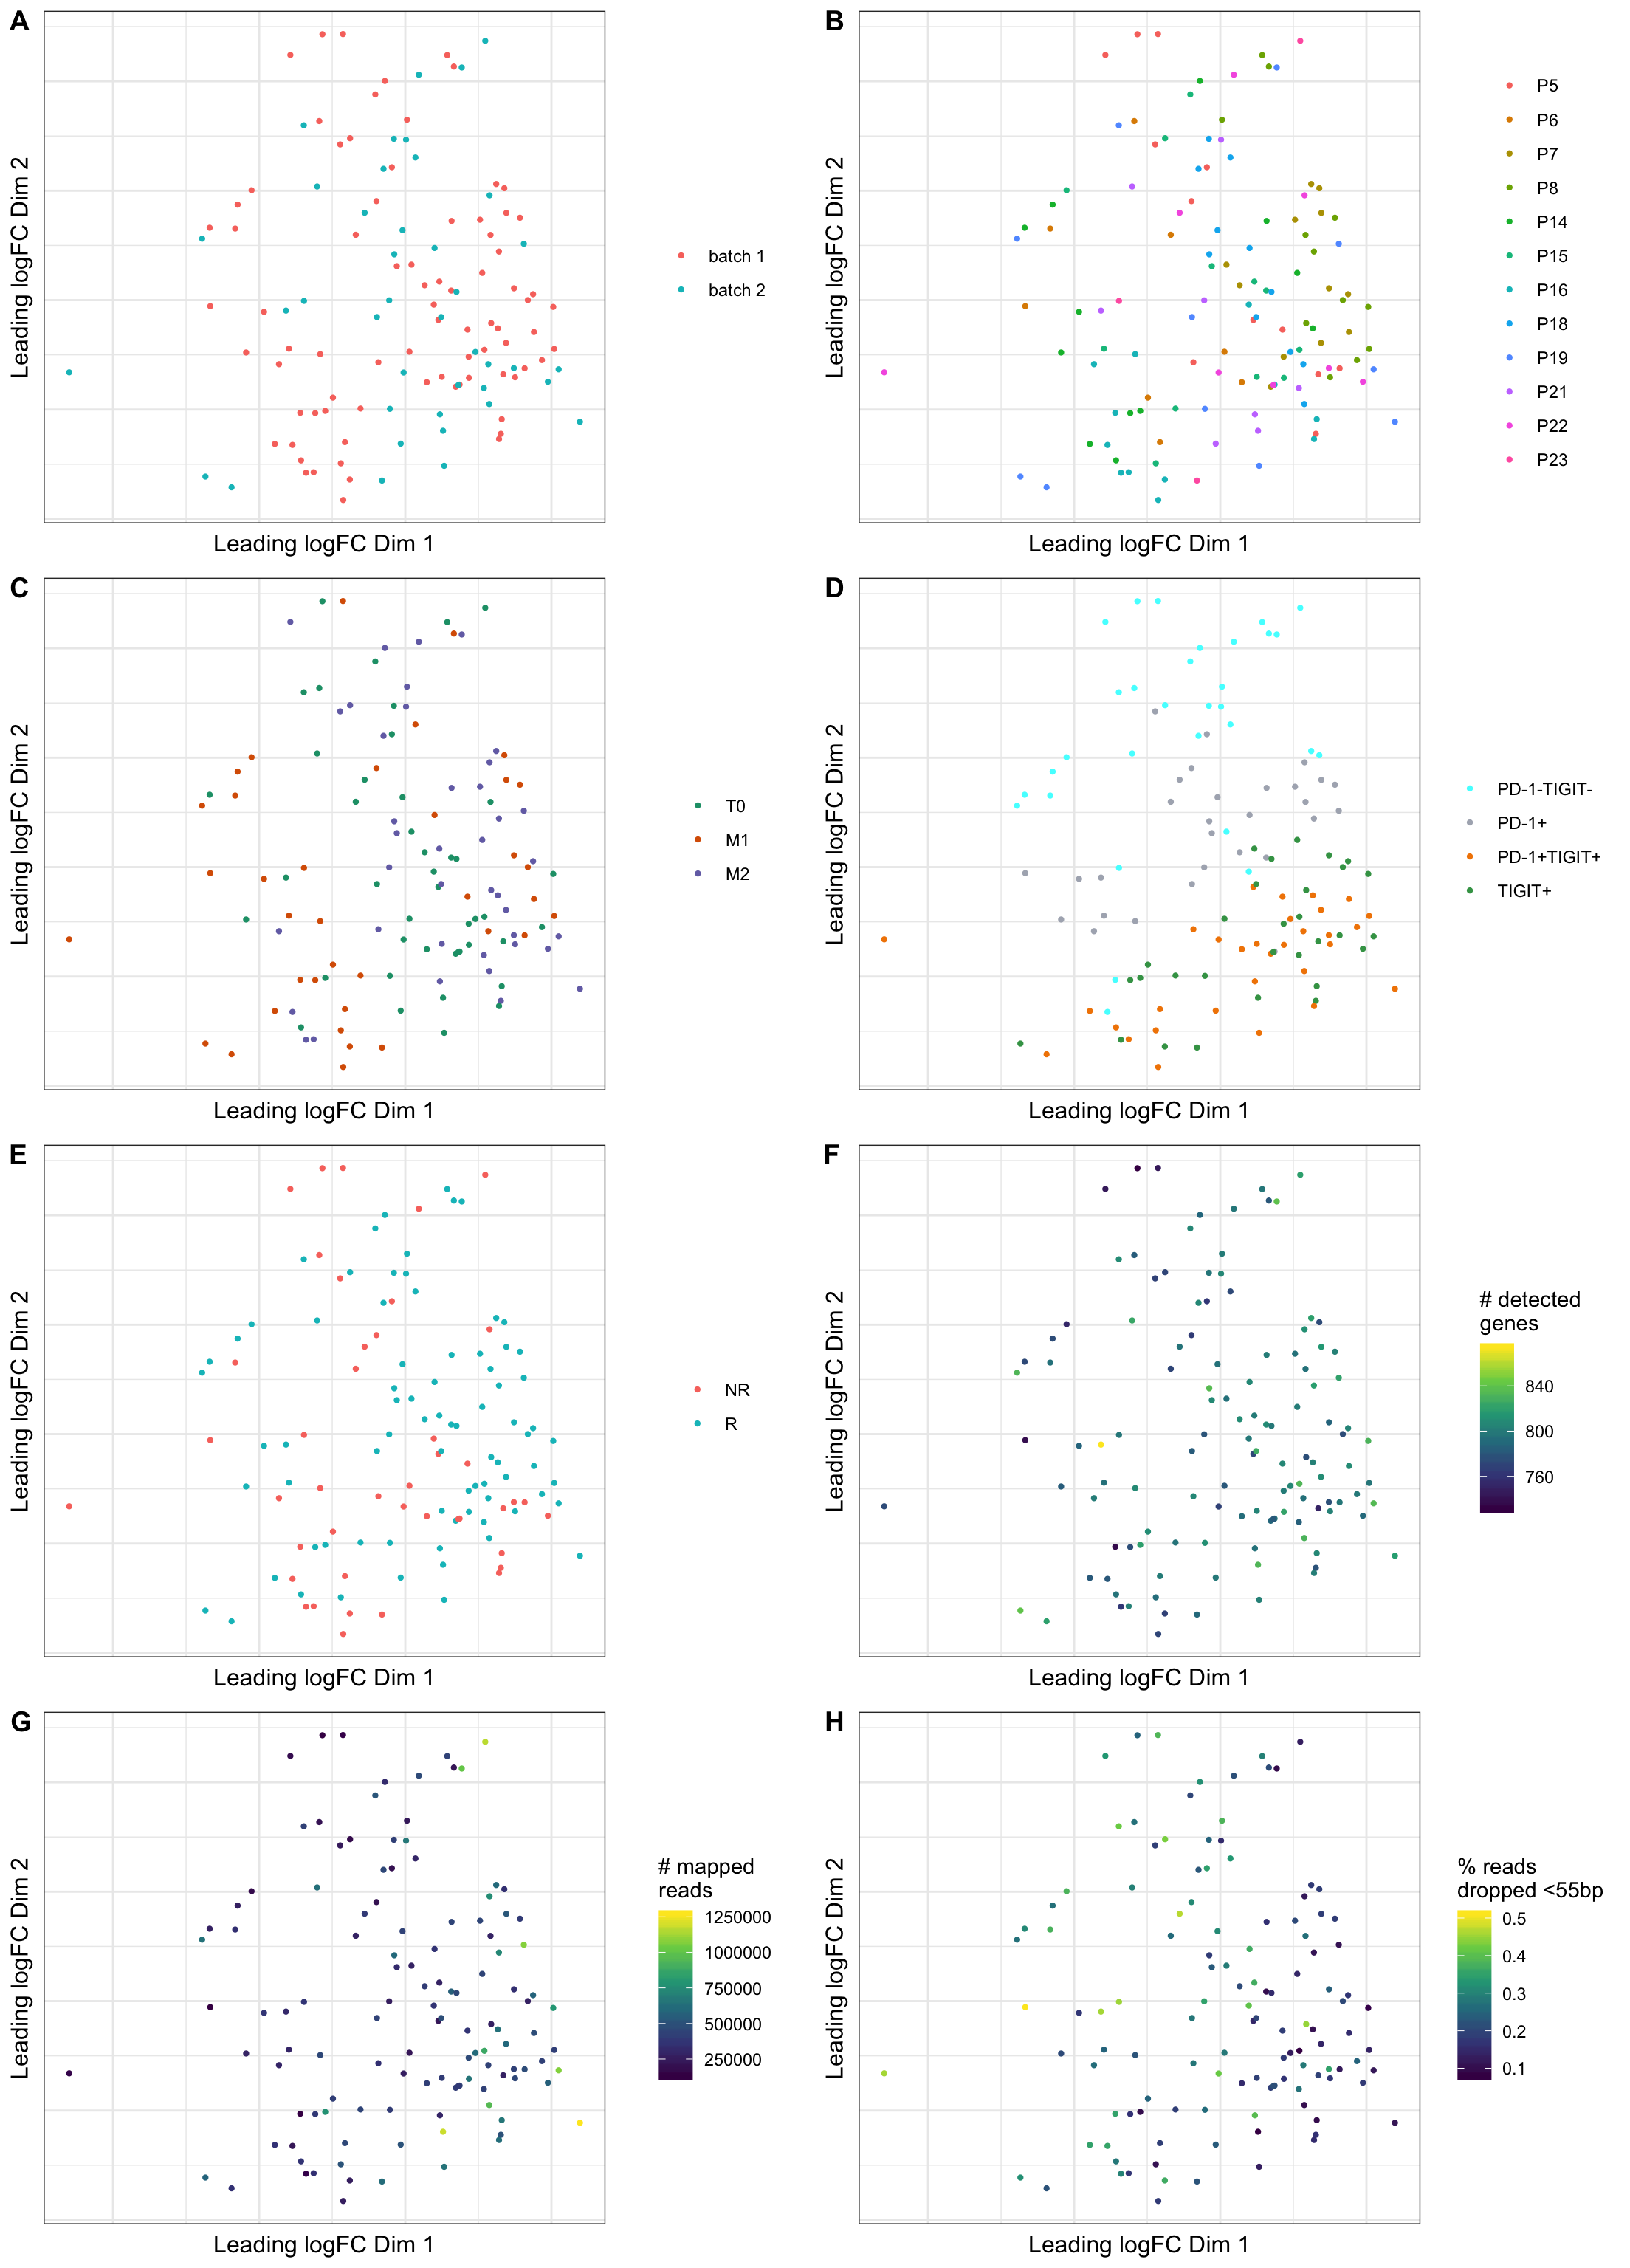 A
Leading logFC Dim 2
Leading logFC Dim 1
batch 1
batch 2
B
Leading logFC Dim 2
Leading logFC Dim 1
P5
P6
P7
P8
P14
P15
P16
P18
P19
P21
P22
P23
C
Leading logFC Dim 2
Leading logFC Dim 1
T0
M1
M2
D
Leading logFC Dim 2
Leading logFC Dim 1
PD-1-TIGIT-
PD-1+
PD-1+TIGIT+
TIGIT+
E
Leading logFC Dim 2
Leading logFC Dim 1
NR
R
F
Leading logFC Dim 2
Leading logFC Dim 1
# detected
genes
840
800
760
G
Leading logFC Dim 2
Leading logFC Dim 1
# mapped
reads
1250000
1000000
750000
500000
250000
H
Leading logFC Dim 2
Leading logFC Dim 1
% reads
dropped <55bp
0.5
0.4
0.3
0.2
0.1